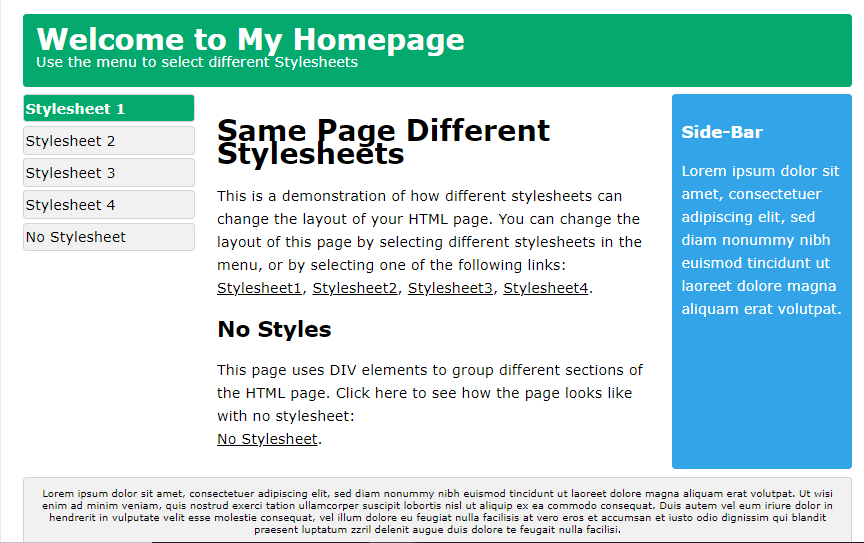 Welcome to My Homepage
Use the menu to select different Stylesheets
Stylesheet 1
Stylesheet 2
Stylesheet 3
Stylesheet 4
No Stylesheet
Same Page Different
Stylesheets
This is a demonstration of how different stylesheets can
change the layout of your HTML page. You can change the
layout of this page by selecting different stylesheets in the
menu, or by selecting one of the following links:
Stylesheet1, Stylesheet2, Stylesheet3, Stylesheet4.
No Styles
This page uses DIV elements to group different sections of
the HTML page. Click here to see how the page looks like
with no stylesheet:
No Stylesheet.
Side-Bar
Lorem ipsum dolor sit
amet, consectetuer
adipiscing elit, sed
diam nonummy nibh
euismod tincidunt ut
laoreet dolore magna
aliquam erat volutpat.
Lorem ipsum dolor sit amet, consectetuer adipiscing elit, sed diam nonummy nibh euismod tincidunt ut laoreet dolore magna aliquam erat volutpat. Ut wisi
enim ad minim veniam, quis nostrud exerci tation ullamcorper suscipit lobortis nisl ut aliquip ex ea commodo consequat. Duis autem vel eum iriure dolor in
hendrerit in vulputate velit esse molestie consequat, vel illum dolore eu feugiat nulla facilisis at vero eros et accumsan et iusto odio dignissim qui blandit
praesent luptatum zzril delenit augue duis dolore te feugait nulla facilisi.